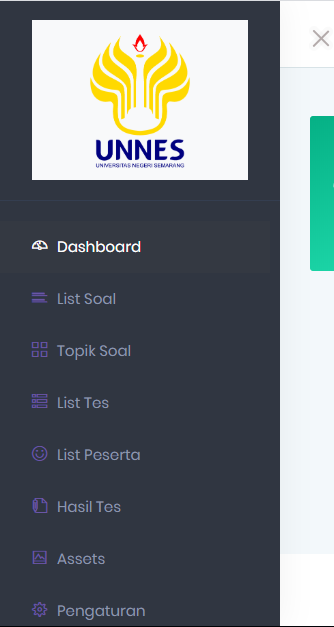 UNNES
UNIVERSITAS NEGERI SEMARANG
Dashboard
List Soal
Topik Soal
List Tes
List Peserta
Hasil Tes
Assets
Pengaturan